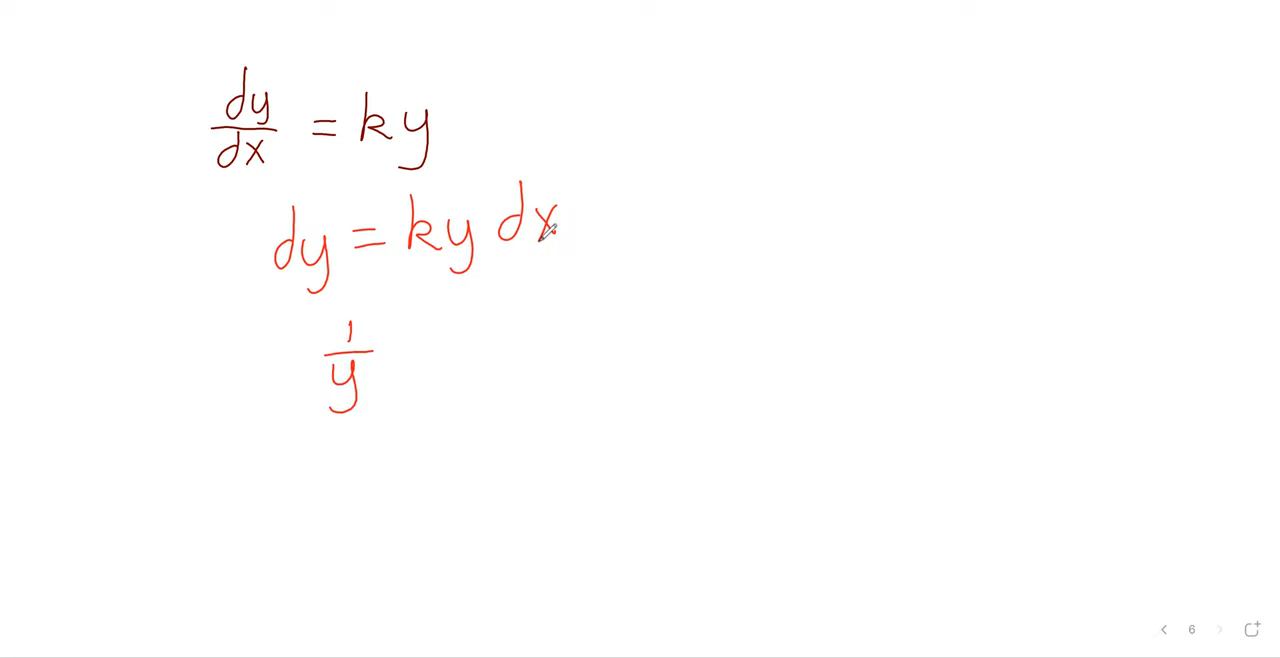 dy/dx = ky
dy = ky dx
1/y
6